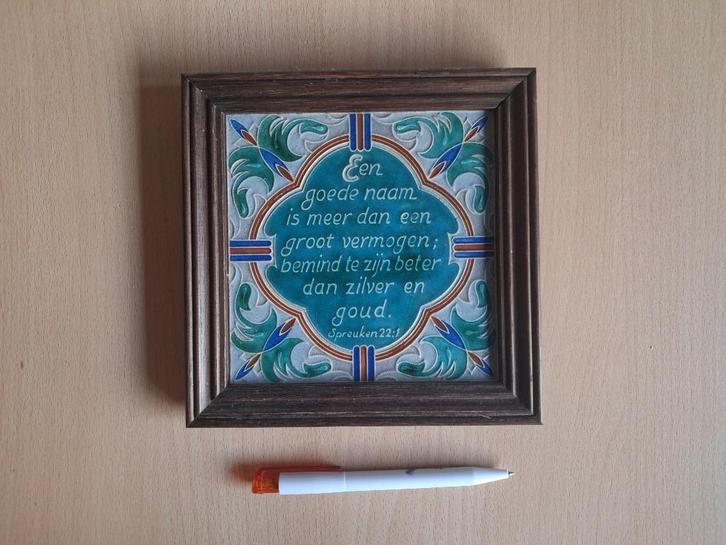 Een
goede naam
is meer dan een
groot vermogen;
bemind te zijn beter
dan zilver en
goud.
Spreuken 22:1